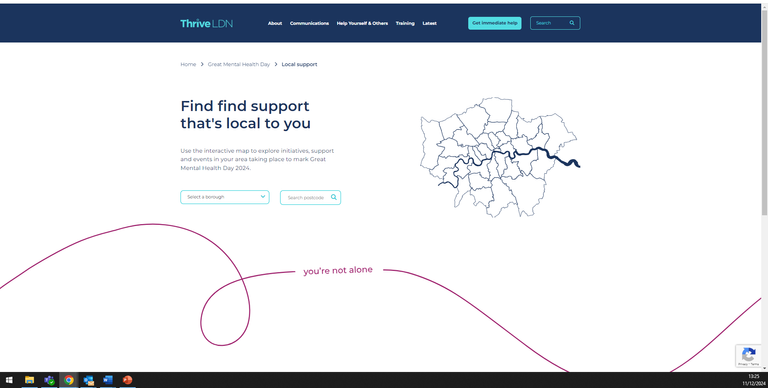 Thrive LDN
About Communications Help Yourself & Others Training Latest
Get immediate help
Search
Home > Great Mental Health Day > Local support
Find find support
that's local to you
Use the interactive map to explore initiatives, support
and events in your area taking place to mark Great
Mental Health Day 2024.
Select a borough
Search postcode
you're not alone
Privacy - Terms
13:25
11/12/2024